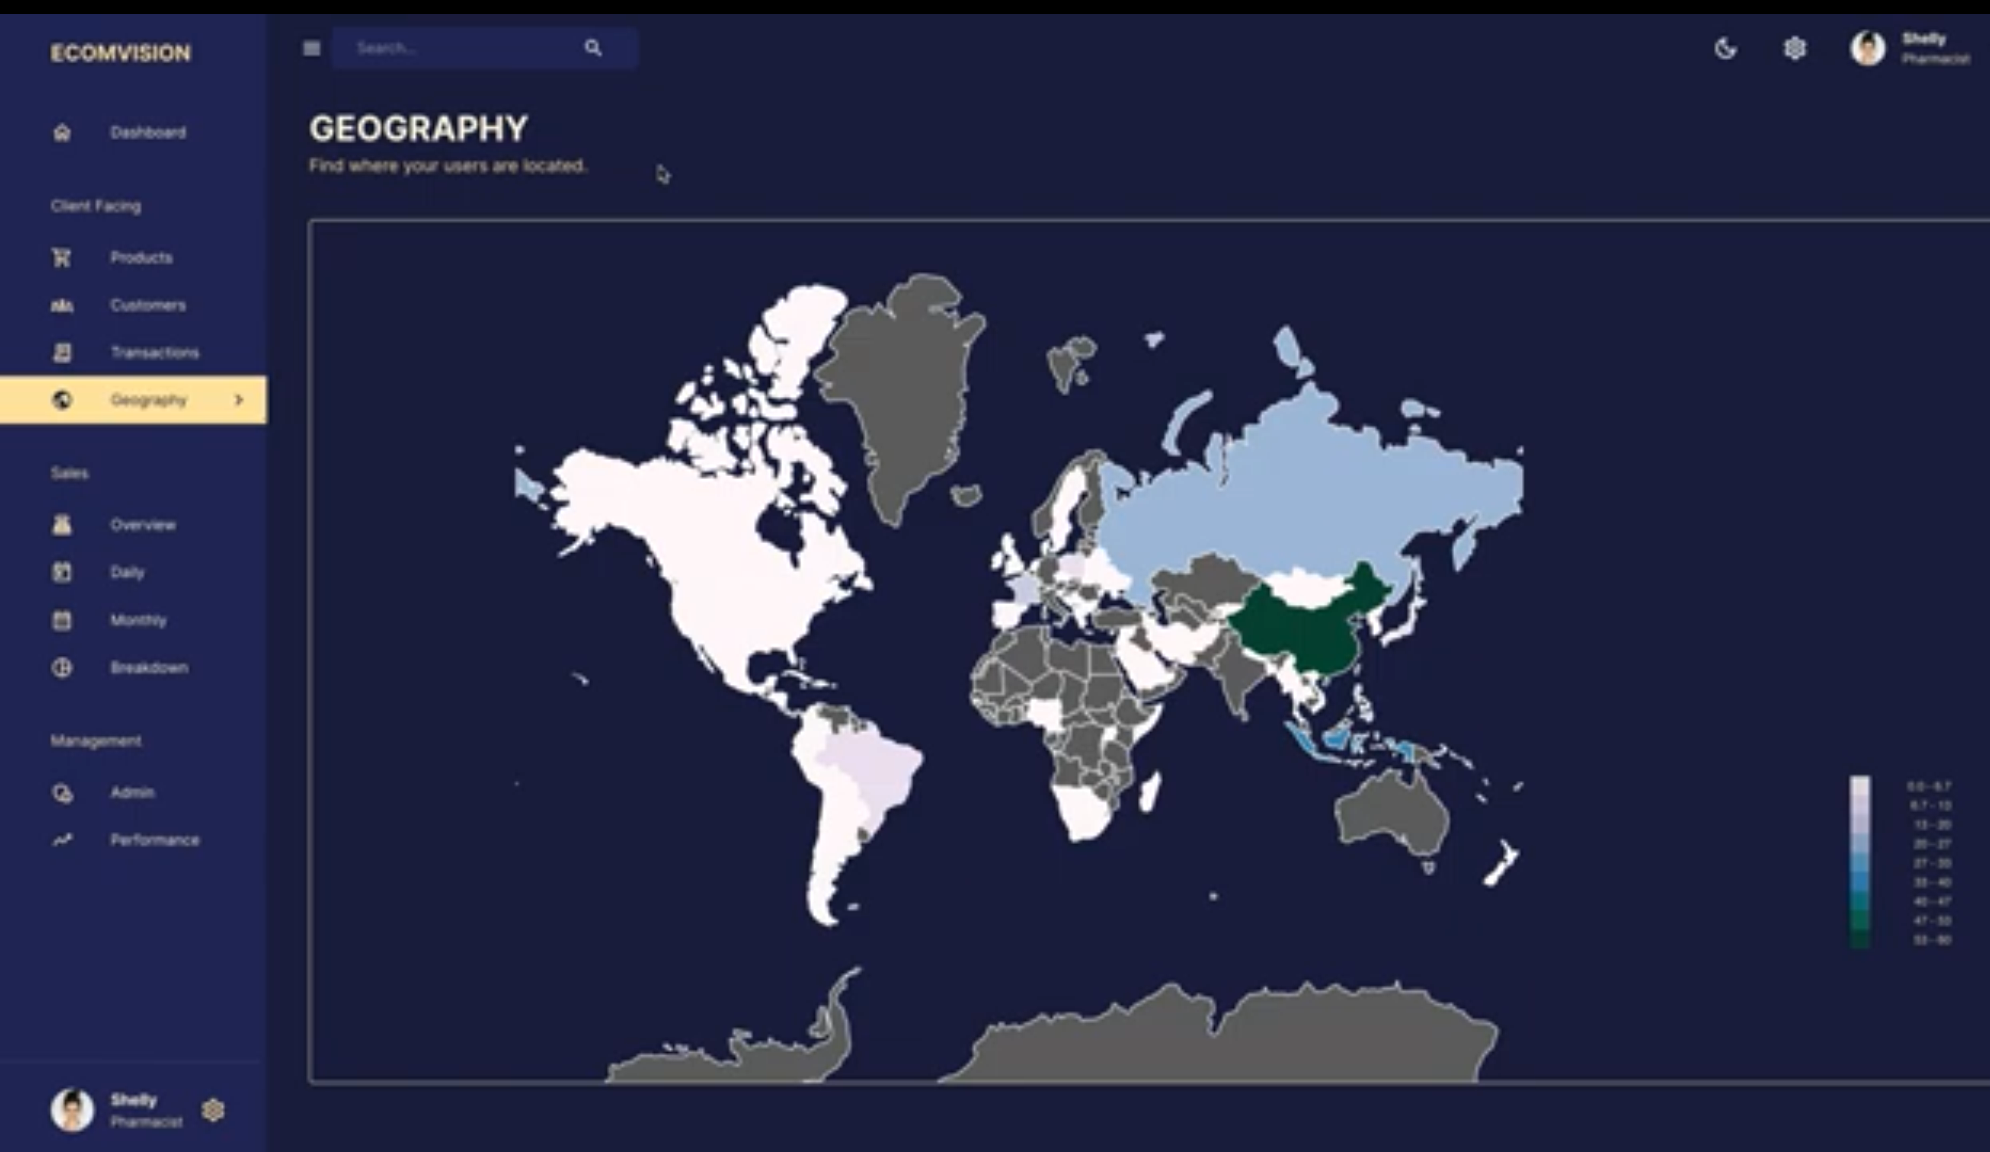 ECOMVISION
Search...
Shelly
Pharmacist
Dashboard
Client Facing
Products
Customers
Transactions
Geography
Sales
Overview
Daily
Monthly
Breakdown
Management
Admin
Performance
Shelly
Pharmacist
GEOGRAPHY
Find where your users are located.
0.0 - 6.7
6.7 - 13
13 - 20
20 - 27
27 - 33
33 - 40
40 - 47
47 - 53
53 - 60